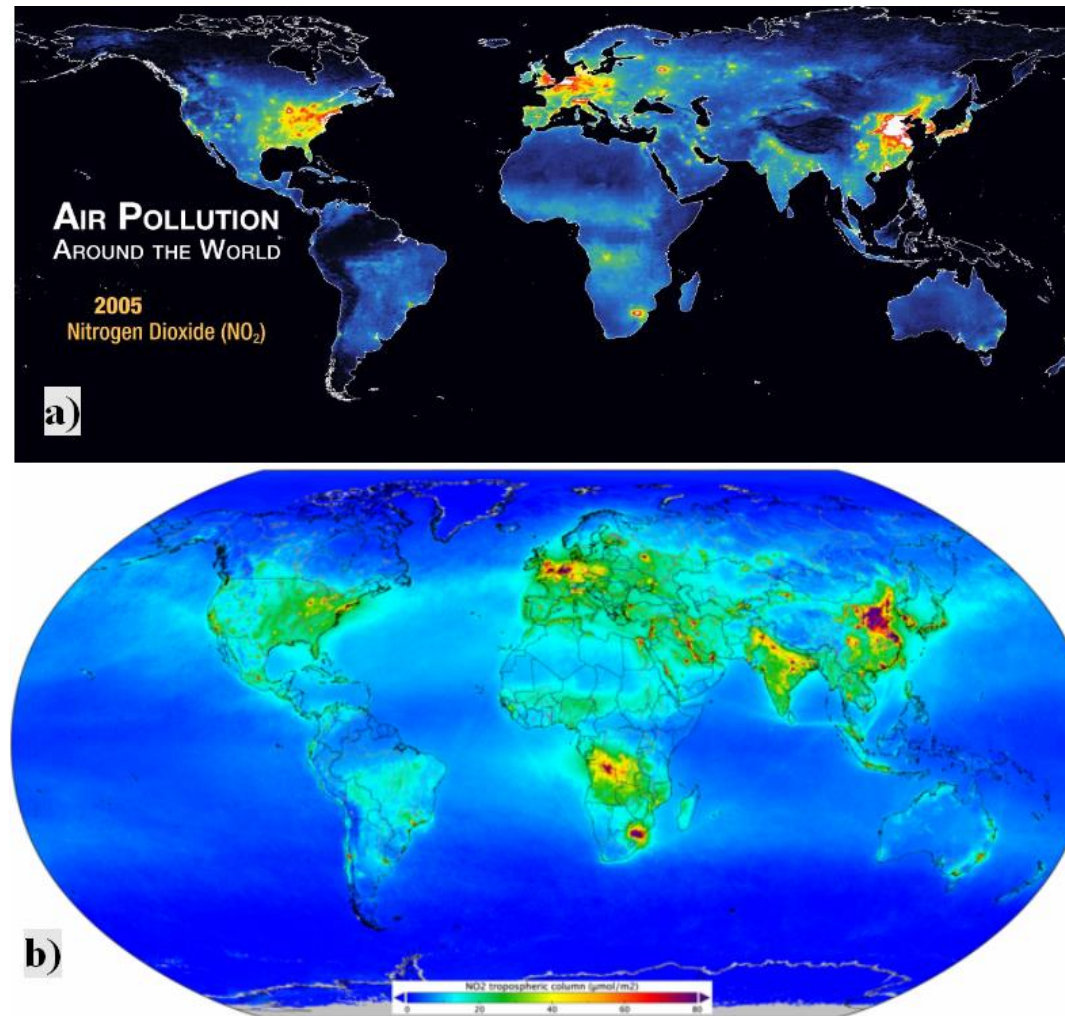 AIR POLLUTION
AROUND THE WORLD
2005
Nitrogen Dioxide (NO₂)
a)
b)
NO2 tropospheric column (μmol/m2)
0 20 40 60 80